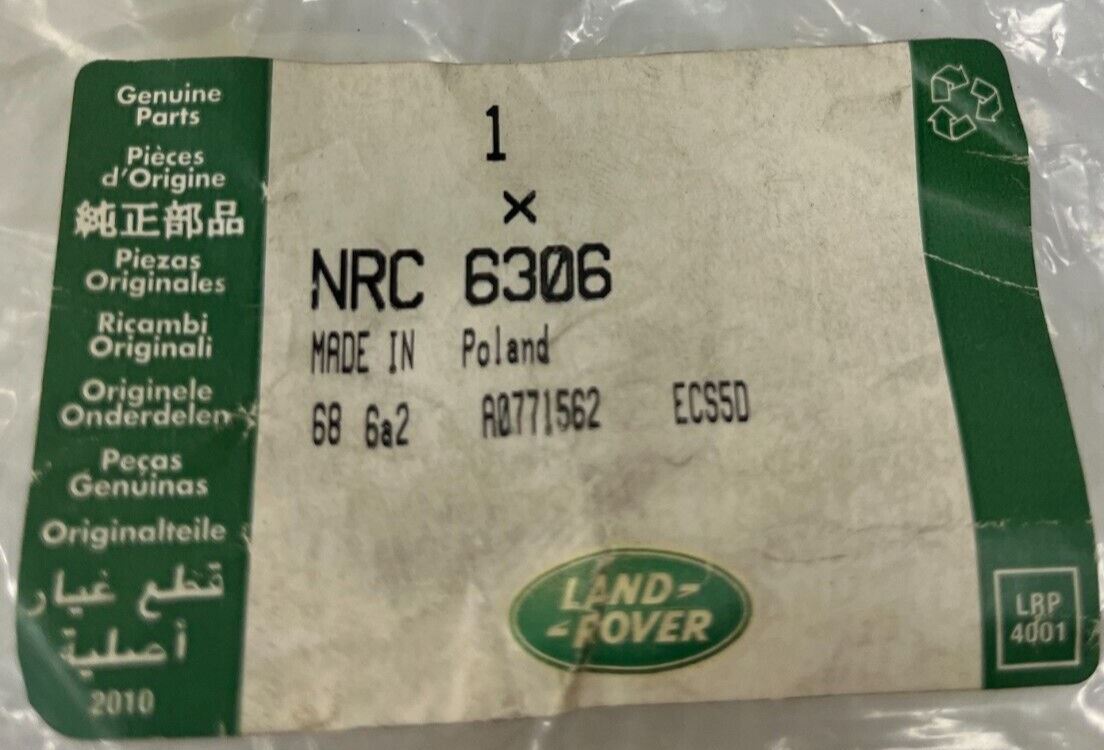 Genuine
Parts
Pièces
d'Origine
純正部品
Piezas
Originales
Ricambi
Originali
Originele
Onderdelen
Peças
Genuinas
Originalteile
قطع غيار
أصلية
2010
1
×
NRC 6306
MADE IN Poland
68 6a2 A0771562 ECS5D
LAND-
-ROVER
LRP
4001